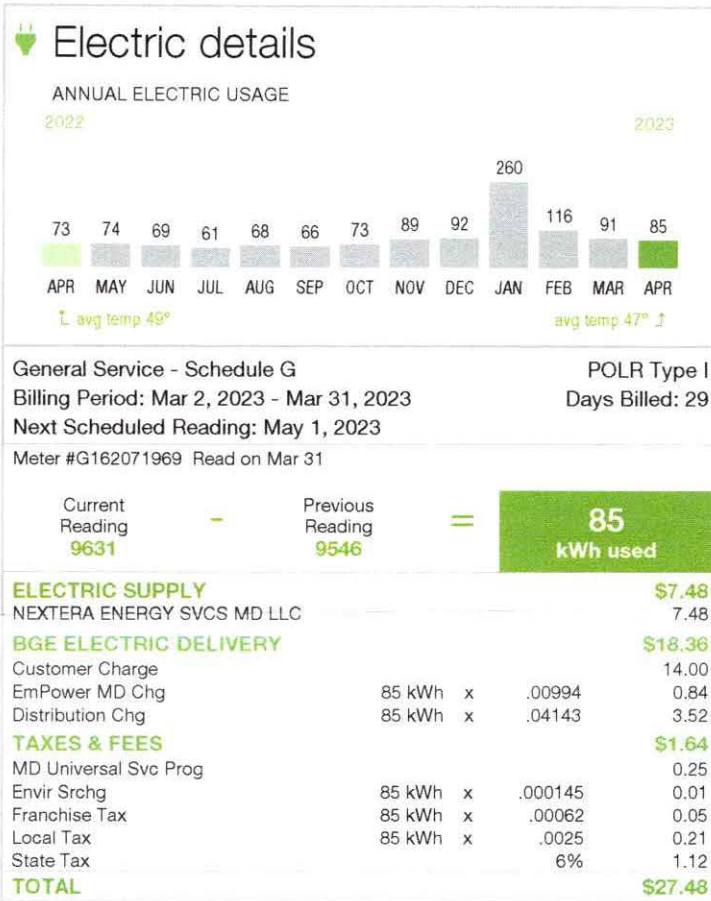 Electric details
ANNUAL ELECTRIC USAGE
2022 2023
73 74 69 61 68 66 73 89 92 260 116 91 85
APR MAY JUN JUL AUG SEP OCT NOV DEC JAN FEB MAR APR
avg temp 49° avg temp 47°
General Service - Schedule G POLR Type I
Billing Period: Mar 2, 2023 - Mar 31, 2023 Days Billed: 29
Next Scheduled Reading: May 1, 2023
Meter #G162071969 Read on Mar 31
Current Previous
Reading - Reading = 85
9631 9546 kWh used
ELECTRIC SUPPLY $7.48
NEXTERA ENERGY SVCS MD LLC 7.48
BGE ELECTRIC DELIVERY $18.36
Customer Charge 14.00
EmPower MD Chg 85 kWh x .00994 0.84
Distribution Chg 85 kWh x .04143 3.52
TAXES & FEES $1.64
MD Universal Svc Prog 0.25
Envir Srchg 85 kWh x .000145 0.01
Franchise Tax 85 kWh x .00062 0.05
Local Tax 85 kWh x .0025 0.21
State Tax 6% 1.12
TOTAL $27.48